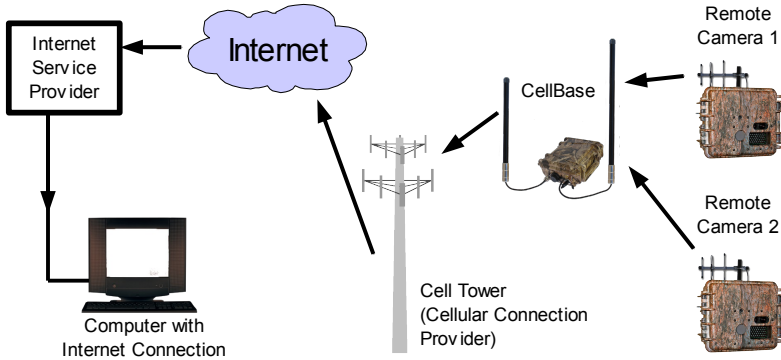 Internet
Service
Provider
Internet
CellBase
Remote
Camera 1
Remote
Camera 2
Cell Tower
(Cellular Connection
Provider)
Computer with
Internet Connection